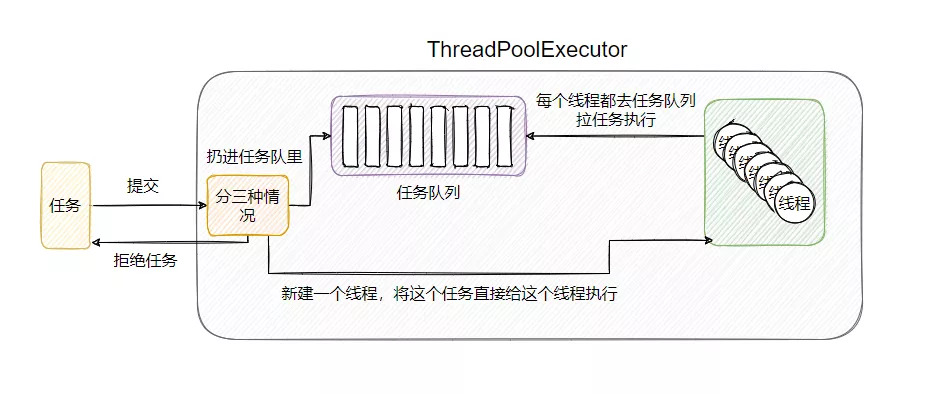 ThreadPoolExecutor
每个线程都去任务队列
拉任务执行
扔进任务队里
任务队列
提交
任务
分三种情
况
线程
拒绝任务
新建一个线程，将这个任务直接给这个线程执行